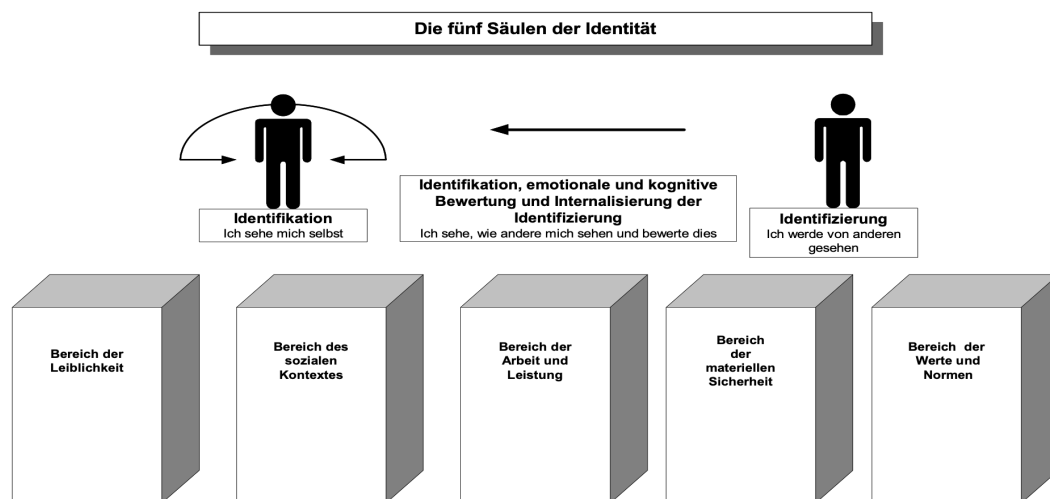 Die fünf Säulen der Identität
Identifikation
Ich sehe mich selbst
Identifikation, emotionale und kognitive
Bewertung und Internalisierung der
Identifizierung
Ich sehe, wie andere mich sehen und bewerte dies
Identifizierung
Ich werde von anderen
gesehen
Bereich der
Leiblichkeit
Bereich des
sozialen
Kontextes
Bereich der
Arbeit und
Leistung
Bereich
der
materiellen
Sicherheit
Bereich der
Werte und
Normen